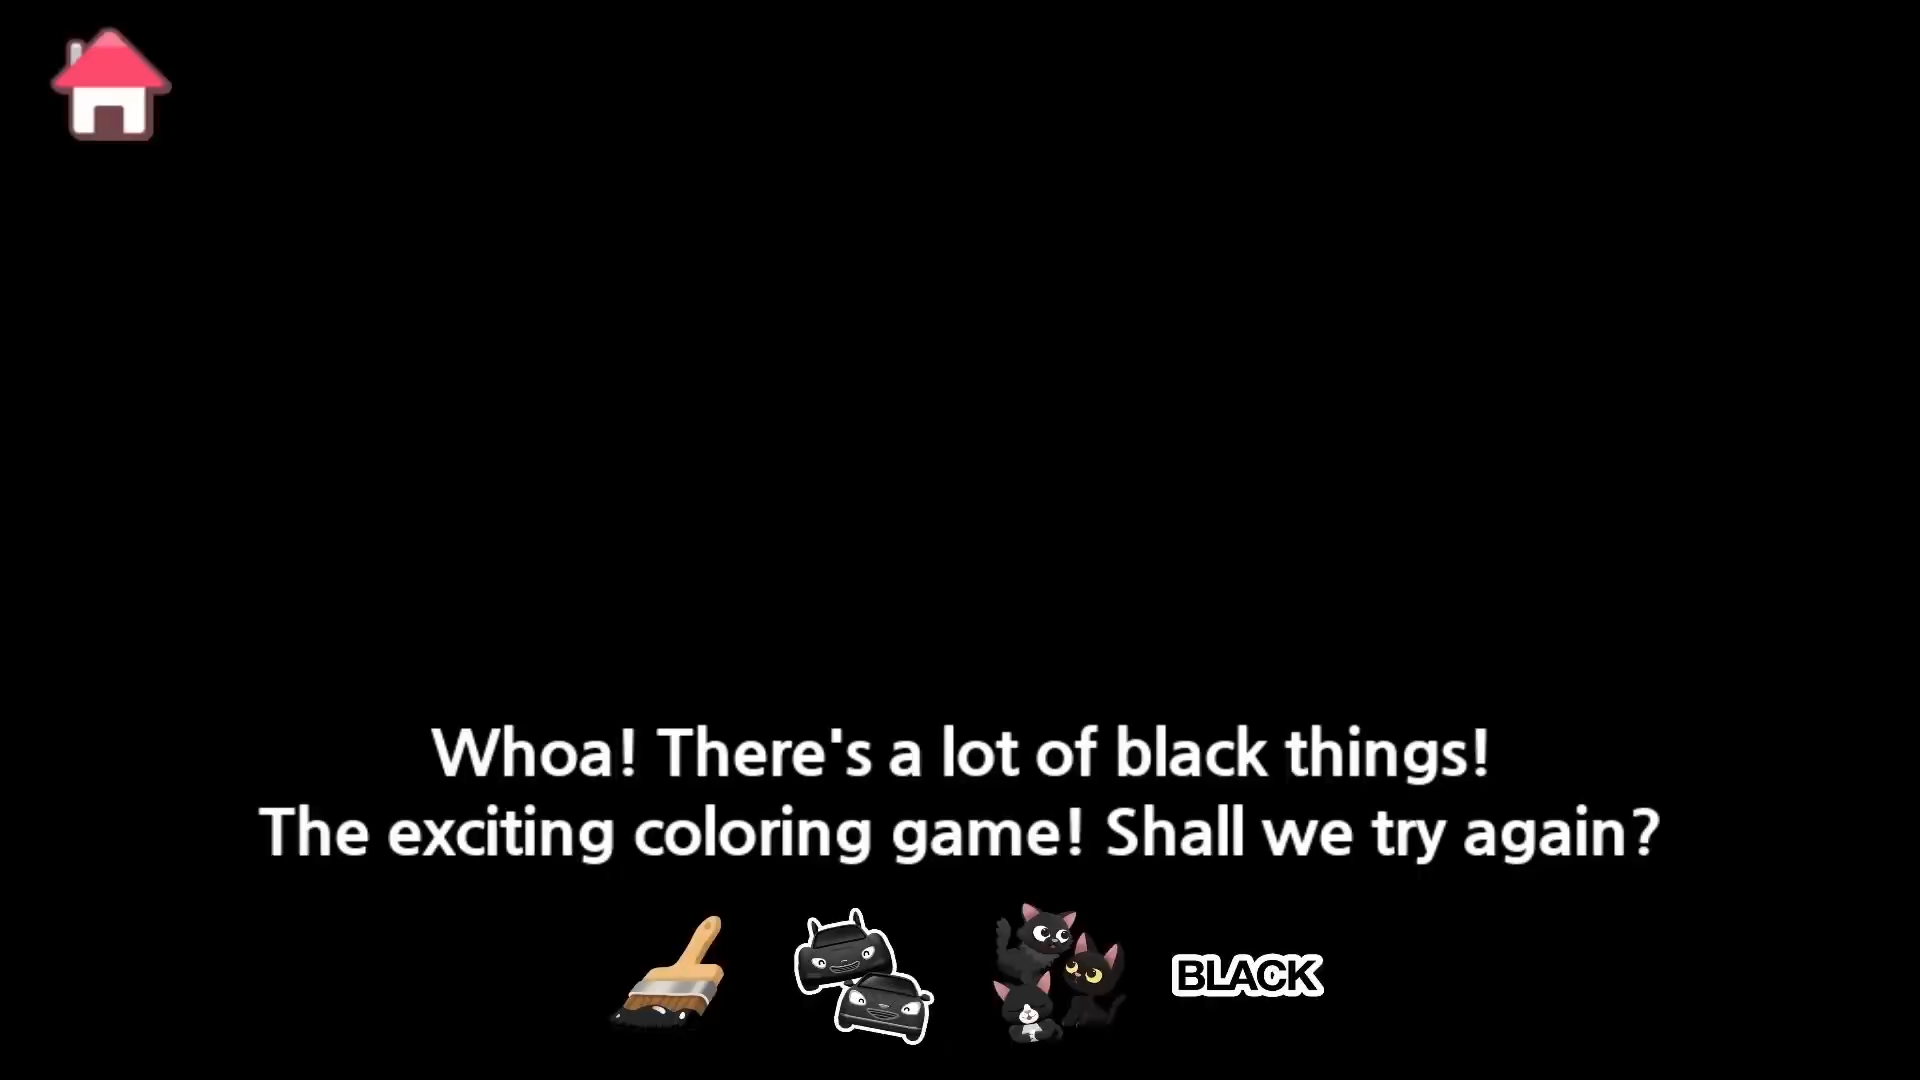 Whoa! There's a lot of black things!
The exciting coloring game! Shall we try again?
BLACK